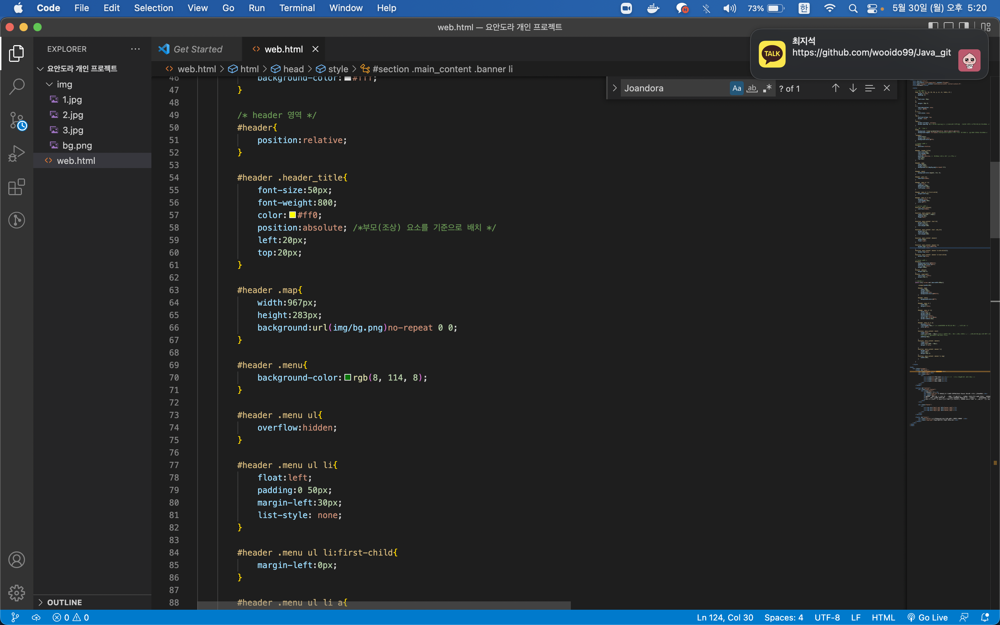 Code File Edit Selection View Go Run Terminal Window Help
73% 한 5월 30일 (월) 오후 5:20
web.html — 요안도라 개인 프로젝트
TALK
최지석
https://github.com/wooido99/Java_git
EXPLORER
요안도라 개인 프로젝트
img
1.jpg
2.jpg
3.jpg
bg.png
web.html
OUTLINE
Get Started
web.html
web.html > html > head > style > #section .main_content .banner li
Joandora Aa ab ? of 1
46 background-color: #fff;
47 }
48
49 /* header 영역 */
50 #header{
51 position:relative;
52 }
53
54 #header .header_title{
55 font-size:50px;
56 font-weight:800;
57 color: #ff0;
58 position:absolute; /*부모(조상) 요소를 기준으로 배치 */
59 left:20px;
60 top:20px;
61 }
62
63 #header .map{
64 width:967px;
65 height:283px;
66 background:url(img/bg.png)no-repeat 0 0;
67 }
68
69 #header .menu{
70 background-color: rgb(8, 114, 8);
71 }
72
73 #header .menu ul{
74 overflow:hidden;
75 }
76
77 #header .menu ul li{
78 float:left;
79 padding:0 50px;
80 margin-left:30px;
81 list-style: none;
82 }
83
84 #header .menu ul li:first-child{
85 margin-left:0px;
86 }
87
88 #header .menu ul li a{
0 0
Ln 124, Col 30 Spaces: 4 UTF-8 LF HTML Go Live